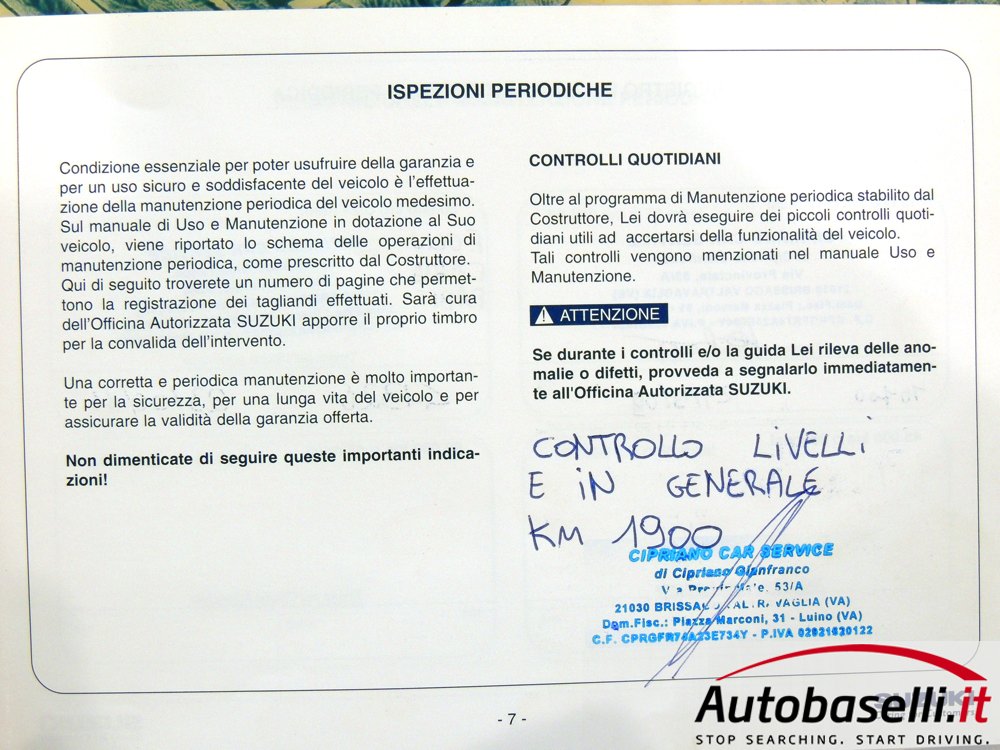 ISPEZIONI PERIODICHE
Condizione essenziale per poter usufruire della garanzia e
per un uso sicuro e soddisfacente del veicolo è l'effettua-
zione della manutenzione periodica del veicolo medesimo.
Sul manuale di Uso e Manutenzione in dotazione al Suo
veicolo, viene riportato lo schema delle operazioni di
manutenzione periodica, come prescritto dal Costruttore.
Qui di seguito troverete un numero di pagine che permet-
tono la registrazione dei tagliandi effettuati. Sarà cura
dell'Officina Autorizzata SUZUKI apporre il proprio timbro
per la convalida dell'intervento.
Una corretta e periodica manutenzione è molto importan-
te per la sicurezza, per una lunga vita del veicolo e per
assicurare la validità della garanzia offerta.
Non dimenticate di seguire queste importanti indica-
zioni!
CONTROLLI QUOTIDIANI
Oltre al programma di Manutenzione periodica stabilito dal
Costruttore, Lei dovrà eseguire dei piccoli controlli quoti-
diani utili ad accertarsi della funzionalità del veicolo.
Tali controlli vengono menzionati nel manuale Uso e
Manutenzione.
ATTENZIONE
Se durante i controlli e/o la guida Lei rileva delle ano-
malie o difetti, provveda a segnalarlo immediatamen-
te all'Officina Autorizzata SUZUKI.
CONTROLLO LIVELLI
E IN GENERALE
KM 1900
CIPRIANO CAR SERVICE
di Cipriano Gianfranco
53/A
21030 (VA)
Dom.Fisc.: Piazza Marconi, 31 - Luino (VA)
C.F. CPRGFR74A23E734Y - P.IVA 02621620122
- 7 -
SUZUKI
Autobaselli.it
STOP SEARCHING. START DRIVING.